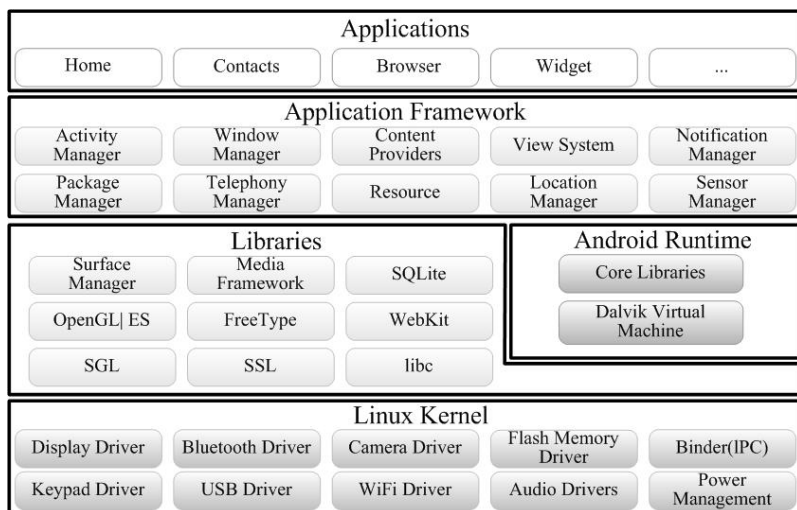 Applications
Home
Contacts
Browser
Widget
...
Application Framework
Activity
Manager
Window
Manager
Content
Providers
View System
Notification
Manager
Package
Manager
Telephony
Manager
Resource
Location
Manager
Sensor
Manager
Libraries
Surface
Manager
Media
Framework
SQLite
OpenGL| ES
FreeType
WebKit
SGL
SSL
libc
Android Runtime
Core Libraries
Dalvik Virtual
Machine
Linux Kernel
Display Driver
Bluetooth Driver
Camera Driver
Flash Memory
Driver
Binder(IPC)
Keypad Driver
USB Driver
WiFi Driver
Audio Drivers
Power
Management